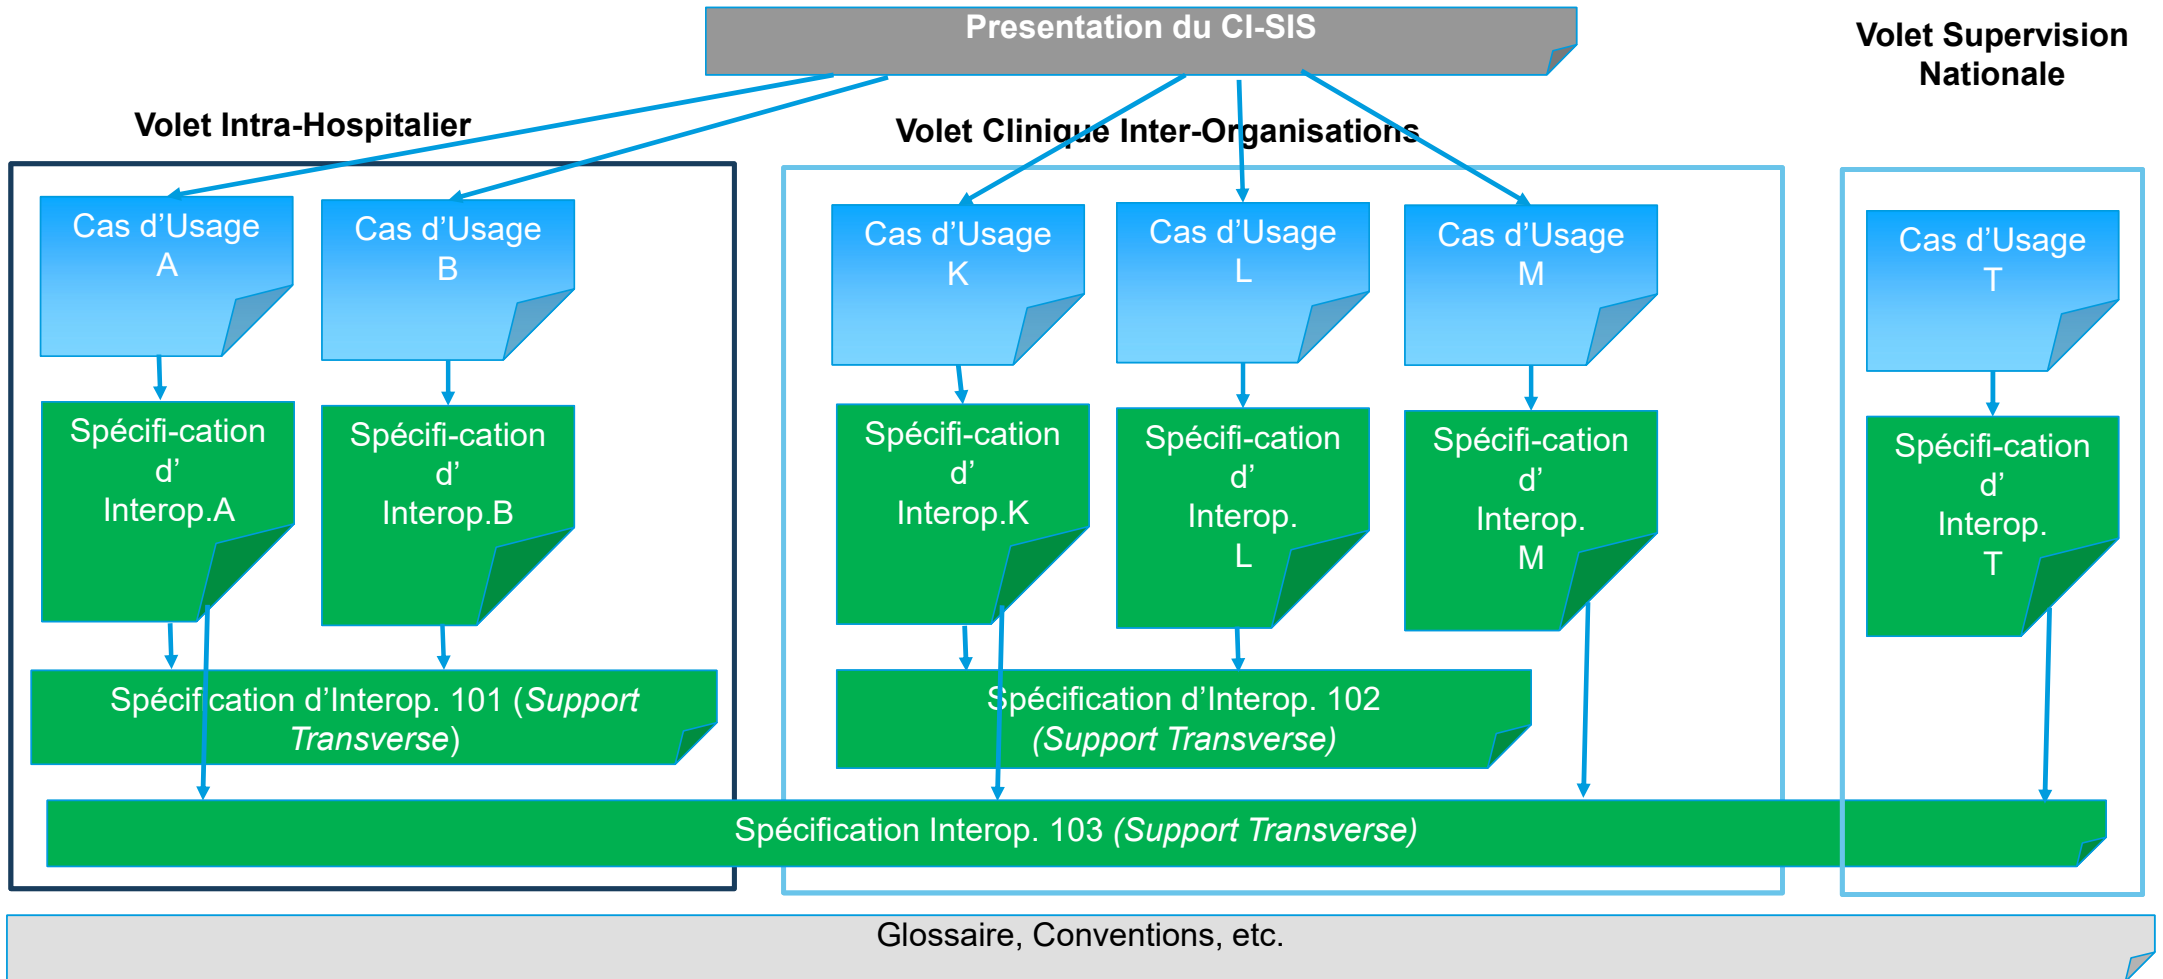 Presentation du CI-SIS
Volet Supervision
Nationale
Volet Intra-Hospitalier
Volet Clinique Inter-Organisations
Cas d’Usage
A
Cas d’Usage
B
Cas d’Usage
K
Cas d’Usage
L
Cas d’Usage
M
Cas d’Usage
T
Spécifi-cation
d’
Interop.A
Spécifi-cation
d’
Interop.B
Spécifi-cation
d’
Interop.K
Spécifi-cation
d’
Interop.
L
Spécifi-cation
d’
Interop.
M
Spécifi-cation
d’
Interop.
T
Spécification d’Interop. 101 (Support
Transverse)
Spécification d’Interop. 102
(Support Transverse)
Spécification Interop. 103 (Support Transverse)
Glossaire, Conventions, etc.